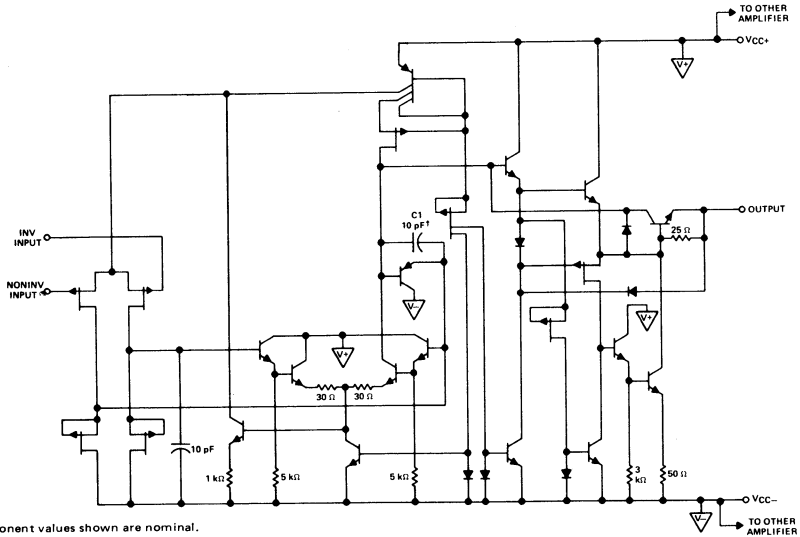 TO OTHER
AMPLIFIER
VCC+
V+
C1
10 pF†
OUTPUT
25 Ω
INV
INPUT
NONINV
INPUT
V–
V+
V+
30 Ω
30 Ω
10 pF
1 kΩ
5 kΩ
5 kΩ
3
kΩ
50 Ω
VCC–
V–
onent values shown are nominal.
TO OTHER
AMPLIFIER